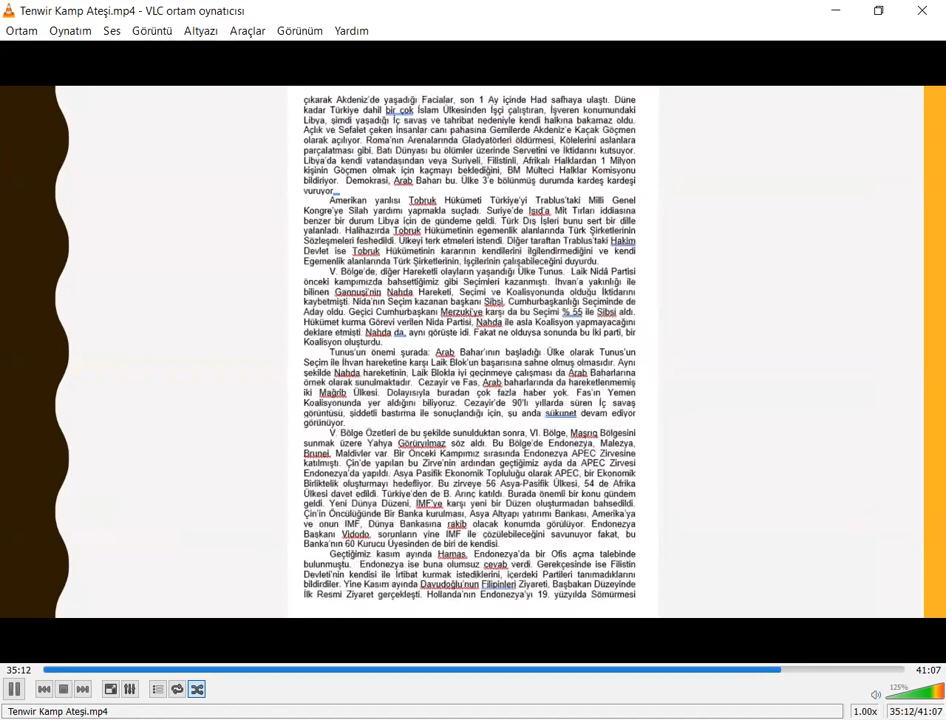 Tenwir Kamp Ateşi.mp4 - VLC ortam oynatıcısı
Ortam Oynatım Ses Görüntü Altyazı Araçlar Görünüm Yardım
çıkarak Akdeniz'de yaşadığı Facialar, son 1 Ay içinde Had safhaya ulaştı. Düne
kadar Türkiye dahil bir çok İslam Ülkesinden İşçi çalıştıran, İşveren konumundaki
Libya, şimdi yaşadığı İç savaş ve tahribat nedeniyle kendi halkına bakamaz oldu.
Açlık ve Sefalet çeken İnsanlar canı pahasına Gemilerde Akdeniz'e Kaçak Göçmen
olarak açılıyor. Roma'nın Arenalarında Gladyatörleri öldürmesi, Kölelerini aslanlara
parçalatması gibi, Batı Dünyası bu ölümler üzerinde Servetini ve İktidarını kutsuyor.
Libya'da kendi vatandaşından veya Suriyeli, Filistinli, Afrikalı Halklardan 1 Milyon
kişinin Göçmen olmak için kaçmayı beklediğini, BM Mülteci Halklar Komisyonu
bildiriyor. Demokrasi, Arab Baharı bu. Ülke 3'e bölünmüş durumda kardeş kardeşi
vuruyor...
Amerikan yanlısı Tobruk Hükümeti Türkiye'yi Trablus'taki Milli Genel
Kongre'ye Silah yardımı yapmakla suçladı. Suriye'de Işıd'a Mit Tırları iddiasına
benzer bir durum Libya için de gündeme geldi. Türk Dış İşleri bunu sert bir dille
yalanladı. Halihazırda Tobruk Hükümetinin egemenlik alanlarında Türk Şirketlerinin
Sözleşmeleri feshedildi. Ülkeyi terk etmeleri istendi. Diğer taraftan Trablus'taki Hakim
Devlet ise Tobruk Hükümetinin kararının kendilerini ilgilendirmediğini ve kendi
Egemenlik alanlarında Türk Şirketlerinin, İşçilerinin çalışabileceğini duyurdu.
V. Bölge'de, diğer Hareketli olayların yaşandığı Ülke Tunus. Laik Nidâ Partisi
önceki kampımızda bahsettiğimiz gibi Seçimleri kazanmıştı. İhvan'a yakınlığı ile
bilinen Gannuşi'nin Nahda Hareketi, Seçimi ve Koalisyonunda olduğu İktidarını
kaybetmişti. Nida'nın Seçim kazanan başkanı Sibsi, Cumhurbaşkanlığı Seçiminde de
Aday oldu. Geçici Cumhurbaşkanı Merzuki'ye karşı da bu Seçimi % 55 ile Sibsi aldı.
Hükümet kurma Görevi verilen Nida Partisi, Nahda ile asla Koalisyon yapmayacağını
deklare etmişti. Nahda da, aynı görüşte idi. Fakat ne olduysa sonunda bu iki parti, bir
Koalisyon oluşturdu.
Tunus'un önemi şurada: Arab Bahar'ının başladığı Ülke olarak Tunus'un
Seçim ile İhvan hareketine karşı Laik Blok'un başarısına sahne olmuş olmasıdır. Aynı
şekilde Nahda hareketinin, Laik Blokla iyi geçinmeye çalışması da Arab Baharlarına
örnek olarak sunulmaktadır. Cezayir ve Fas, Arab baharlarında da hareketlenmemiş
iki Mağrib Ülkesi. Dolayısıyla buradan çok fazla haber yok. Fas'ın Yemen
Koalisyonunda yer aldığını biliyoruz. Cezayir'de 90'lı yıllarda süren İç savaş
görüntüsü, şiddetli bastırma ile sonuçlandığı için, şu anda sükunet devam ediyor
görünüyor.
V. Bölge Özetleri de bu şekilde sunulduktan sonra, VI. Bölge, Maşrıq Bölgesini
sunmak üzere Yahya Görüryılmaz söz aldı. Bu Bölge'de Endonezya, Malezya,
Brunei, Maldivler var. Bir Önceki Kampımız sırasında Endonezya APEC Zirvesine
katılmıştı. Çin'de yapılan bu Zirve'nin ardından geçtiğimiz ayda da APEC Zirvesi
Endonezya'da yapıldı. Asya Pasifik Ekonomik Topluluğu olarak APEC, bir Ekonomik
Birliktelik oluşturmayı hedefliyor. Bu zirveye 56 Asya-Pasifik Ülkesi, 54 de Afrika
Ülkesi davet edildi. Türkiye'den de B. Arınç katıldı. Burada önemli bir konu gündem
geldi. Yeni Dünya Düzeni, IMF'ye karşı yeni bir Düzen oluşturmadan bahsedildi.
Çin'in Öncülüğünde Bir Banka kurulması, Asya Altyapı yatırımı Bankası, Amerika'ya
ve onun IMF, Dünya Bankasına rakib olacak konumda görülüyor. Endonezya
Başkanı Vidodo, sorunların yine IMF ile çözülebileceğini savunuyor fakat, bu
Banka'nın 60 Kurucu Üyesinden de biri de kendisi.
Geçtiğimiz kasım ayında Hamas, Endonezya'da bir Ofis açma talebinde
bulunmuştu. Endonezya ise buna olumsuz cevab verdi. Gerekçesinde ise Filistin
Devleti'nin kendisi ile İrtibat kurmak istediklerini, içerdeki Partileri tanımadıklarını
bildirdiler. Yine Kasım ayında Davudoğlu'nun Filipinleri Ziyareti, Başbakan Düzeyinde
İlk Resmi Ziyaret gerçekleşti. Hollanda'nın Endonezya'yı 19. yüzyılda Sömürmesi
35:12 41:07
125%
Tenwir Kamp Ateşi.mp4 1.00x 35:12/41:07